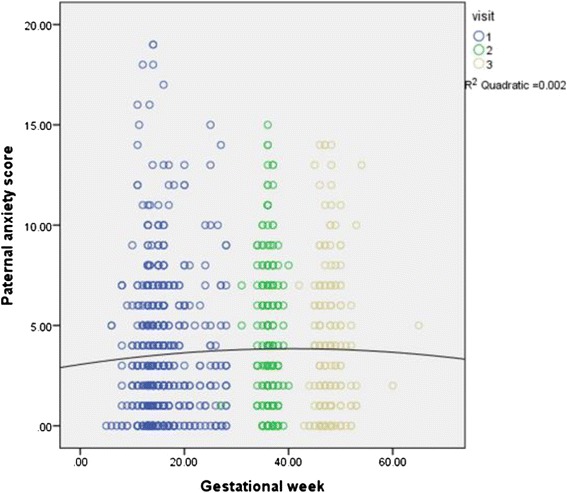 visit
1
2
3
R2 Quadratic =0.002
20.00
15.00
10.00
5.00
.00
Paternal anxiety score
.00 20.00 40.00 60.00
Gestational week